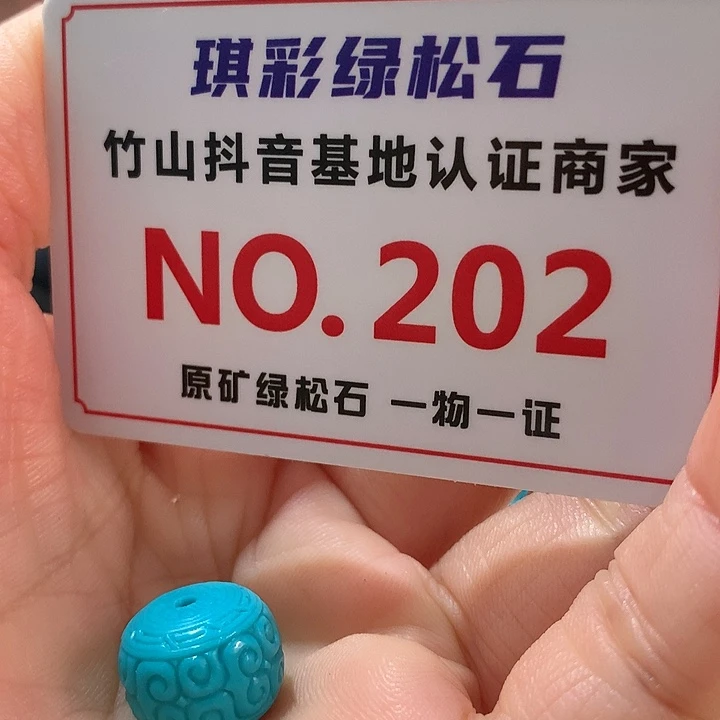 琪彩绿松石
竹山抖音基地认证商家
NO.202
原矿绿松石 一物一证